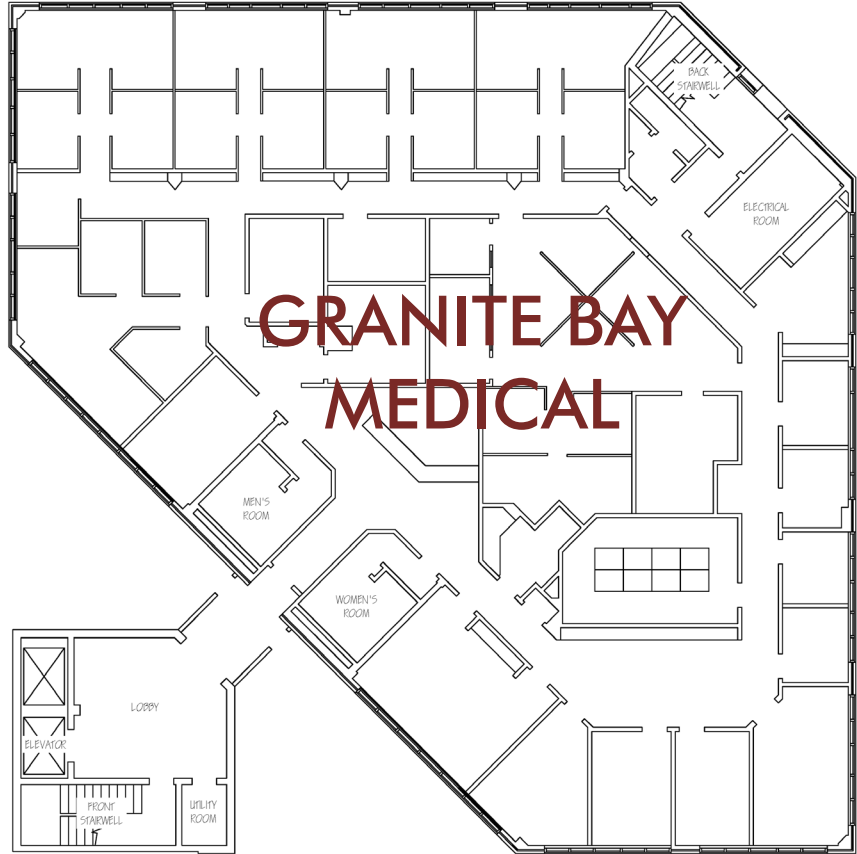 BACK
STAIRWELL
ELECTRICAL
ROOM
GRANITE BAY
MEDICAL
MEN'S
ROOM
WOMEN'S
ROOM
LOBBY
ELEVATOR
FRONT
STAIRWELL
UTILITY
ROOM